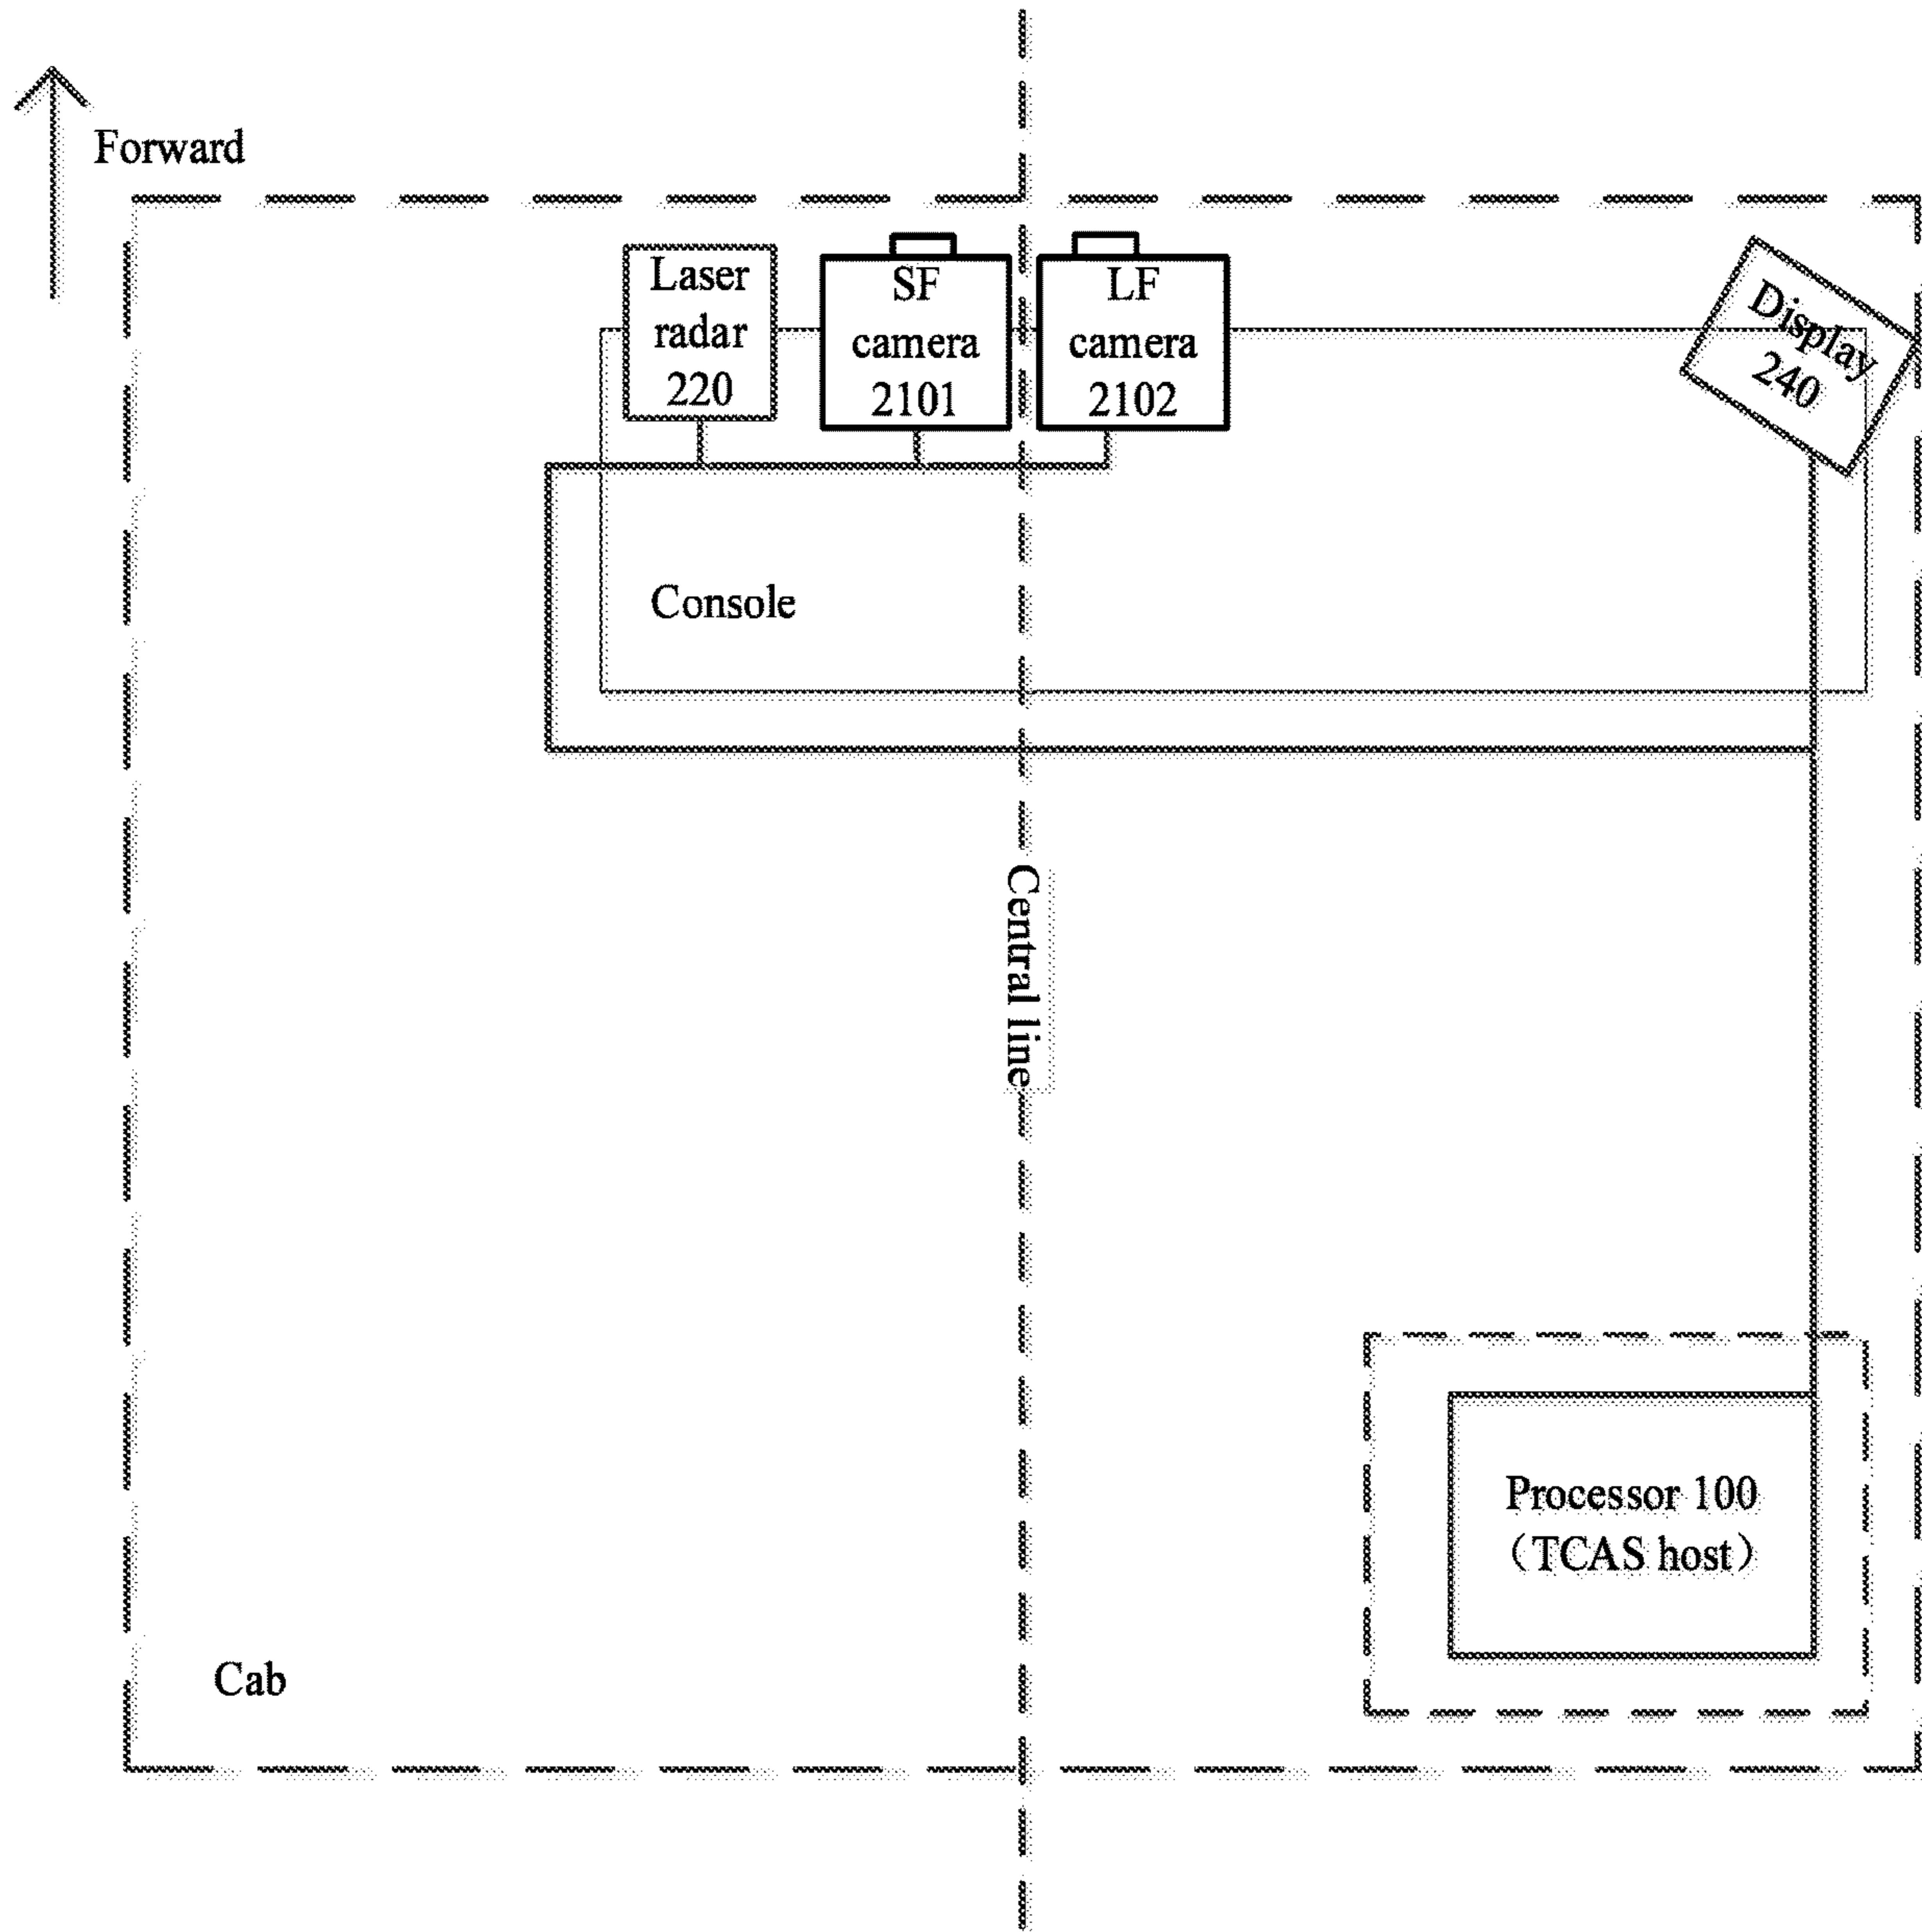 Forward
Laser
radar
220
SF
camera
2101
LF
camera
2102
Display
240
Console
Central line
Processor 100
（TCAS host）
Cab